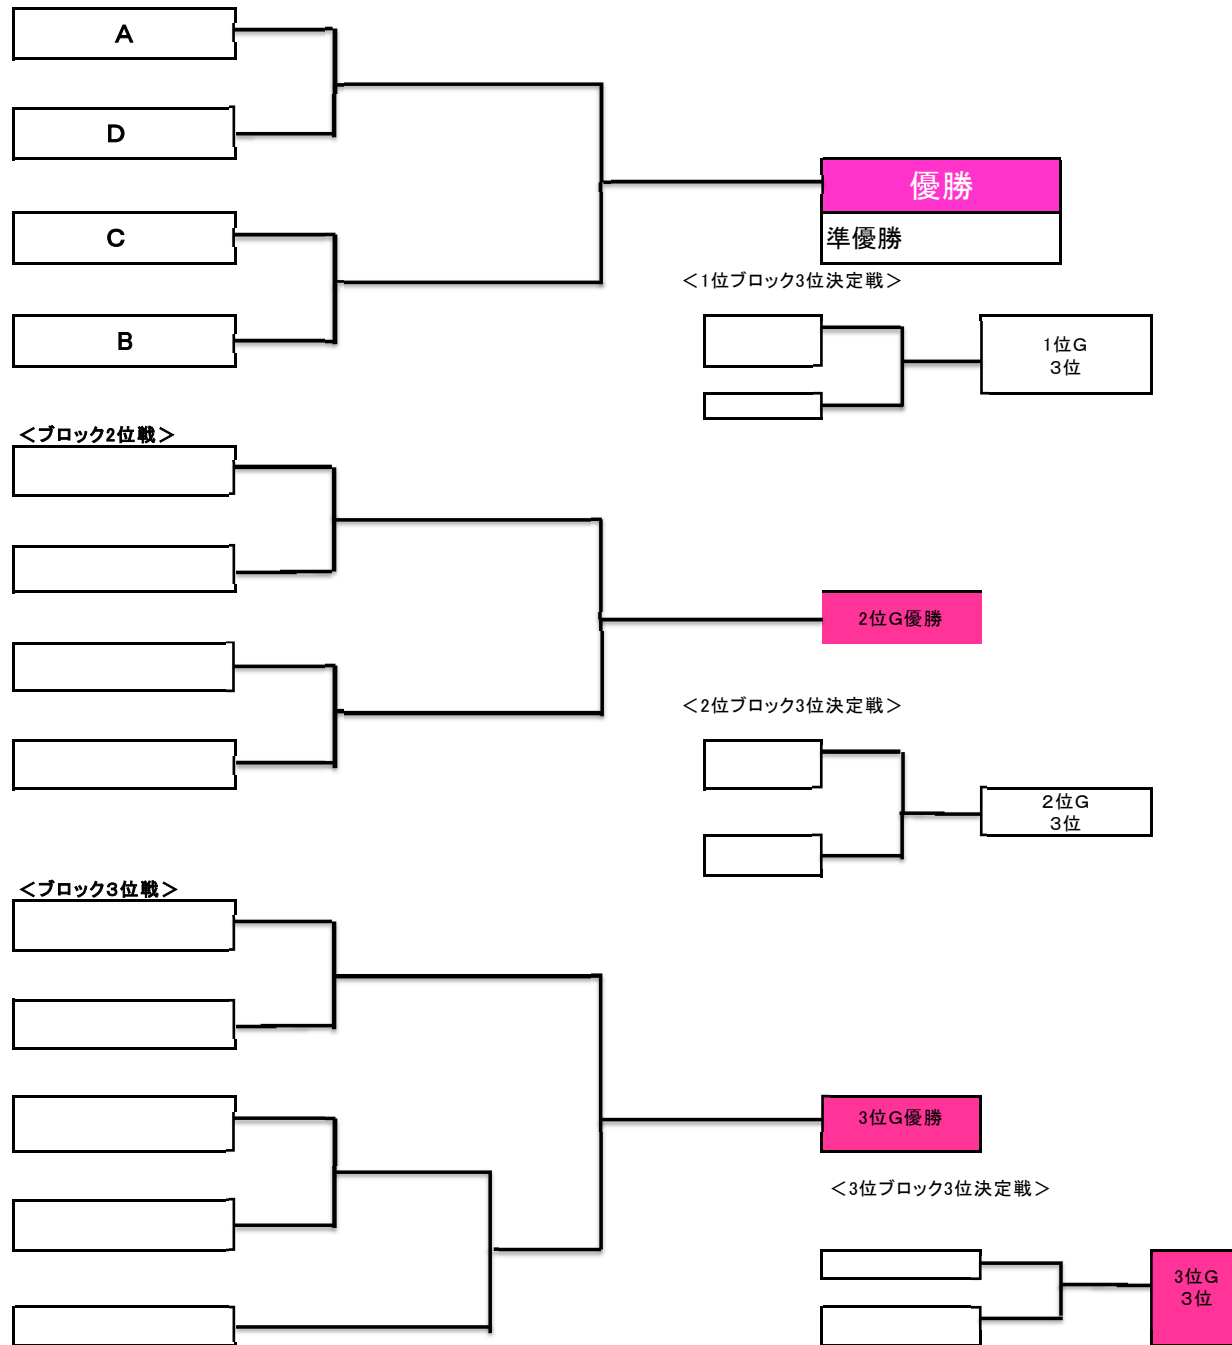 A
D
優勝
C
準優勝
＜1位ブロック3位決定戦＞
B
1位G
3位
＜ブロック2位戦＞
2位G優勝
＜2位ブロック3位決定戦＞
2位G
3位
＜ブロック3位戦＞
3位G優勝
＜3位ブロック3位決定戦＞
3位G
3位